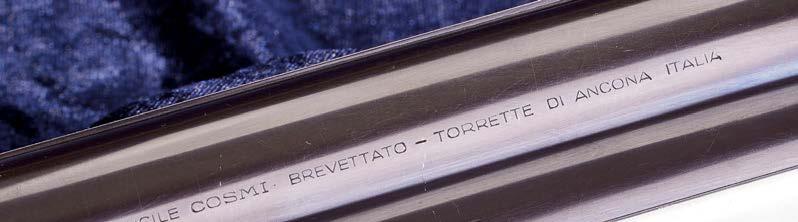 CILE COSMI. BREVETTATO – TORRETTE DI ANCONA ITALIA